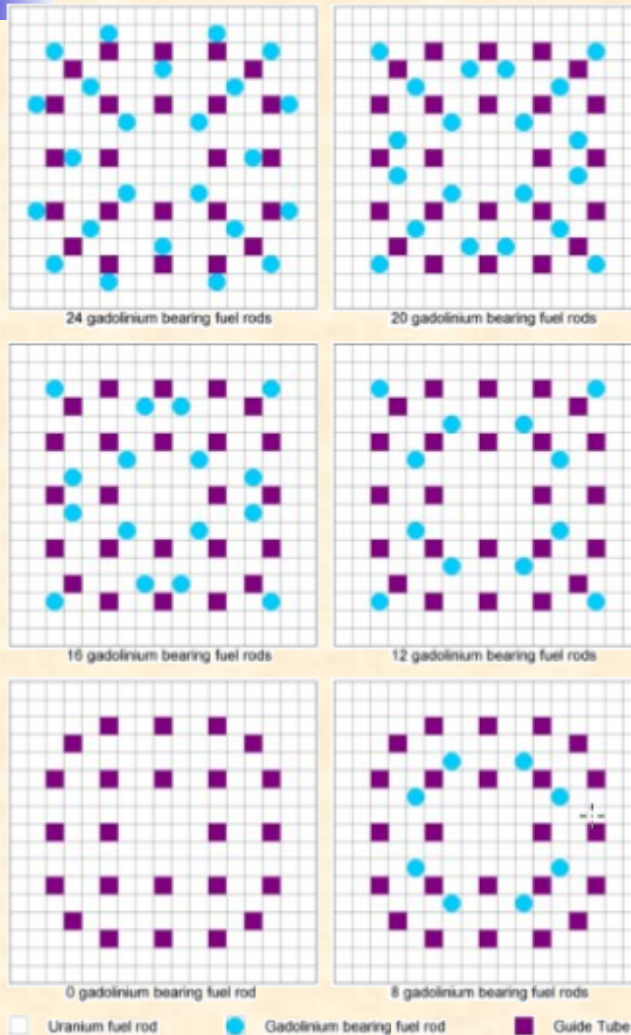 24 gadolinium bearing fuel rods
20 gadolinium bearing fuel rods
16 gadolinium bearing fuel rods
12 gadolinium bearing fuel rods
0 gadolinium bearing fuel rod
8 gadolinium bearing fuel rods
Uranium fuel rod
Gadolinium bearing fuel rod
Guide Tube